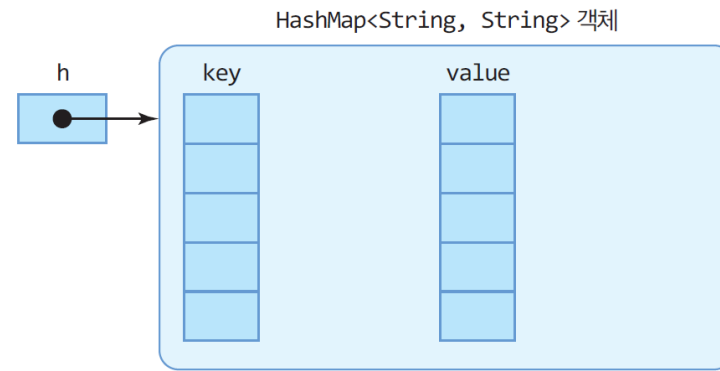 HashMap<String, String> 객체
h
key
value